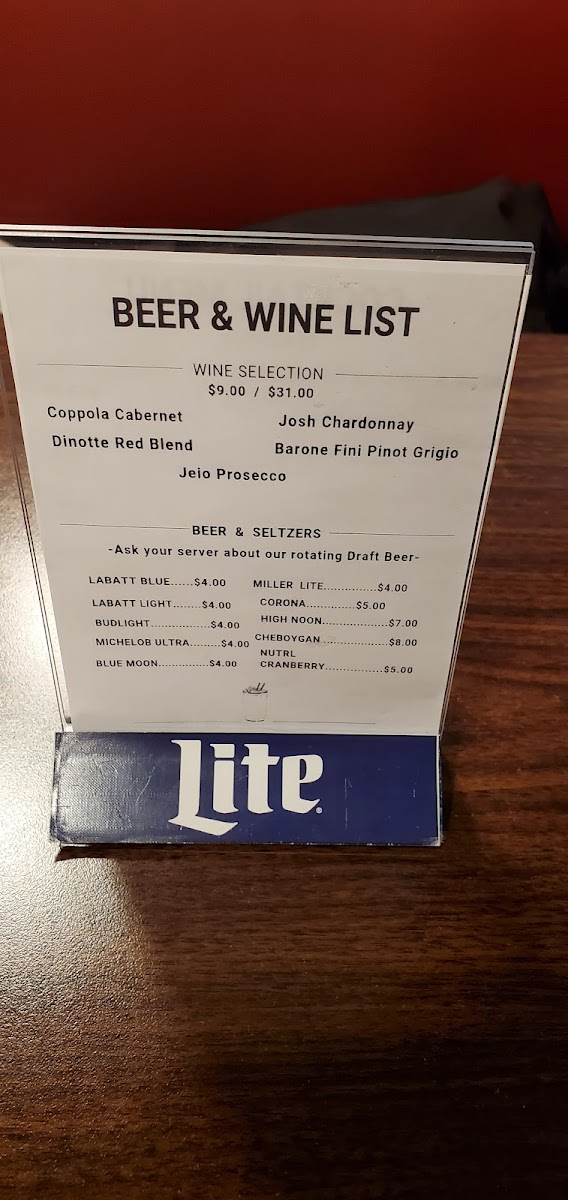 BEER & WINE LIST
WINE SELECTION
$9.00 / $31.00
Coppola Cabernet
Josh Chardonnay
Dinotte Red Blend
Barone Fini Pinot Grigio
Jeio Prosecco
BEER & SELTZERS
-Ask your server about our rotating Draft Beer-
LABATT BLUE......$4.00
LABATT LIGHT........$4.00
BUDLIGHT.................$4.00
MICHELOB ULTRA.........$4.00
BLUE MOON...............$4.00
MILLER LITE...............$4.00
CORONA..............$5.00
HIGH NOON...................$7.00
CHEBOYGAN ..................$8.00
NUTRL
CRANBERRY.................$5.00
Lite®